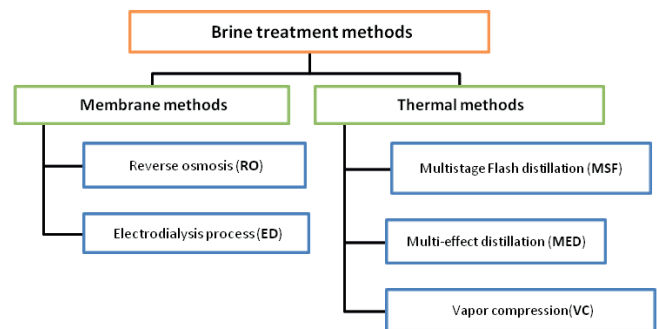 Brine treatment methods
Membrane methods
Reverse osmosis (RO)
Electrodialysis process(ED)
Thermal methods
Multistage Flash distillation (MSF)
Multi-effect distillation (MED)
Vapor compression(VC)